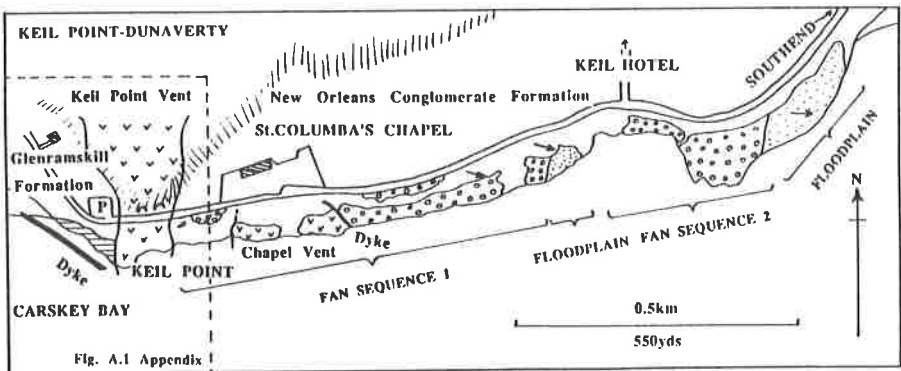 KEIL POINT-DUNAVERTY
SOUTHEND
KEIL HOTEL
Keil Point Vent
New Orleans Conglomerate Formation
St.COLUMBA'S CHAPEL
Glenramskill
Formation
P
FLOODPLAIN
N
Dyke
Chapel Vent
Dyke
KEIL POINT
FLOODPLAIN FAN SEQUENCE 2
FAN SEQUENCE 1
CARSKEY BAY
0.5km
550yds
Fig. A.1 Appendix